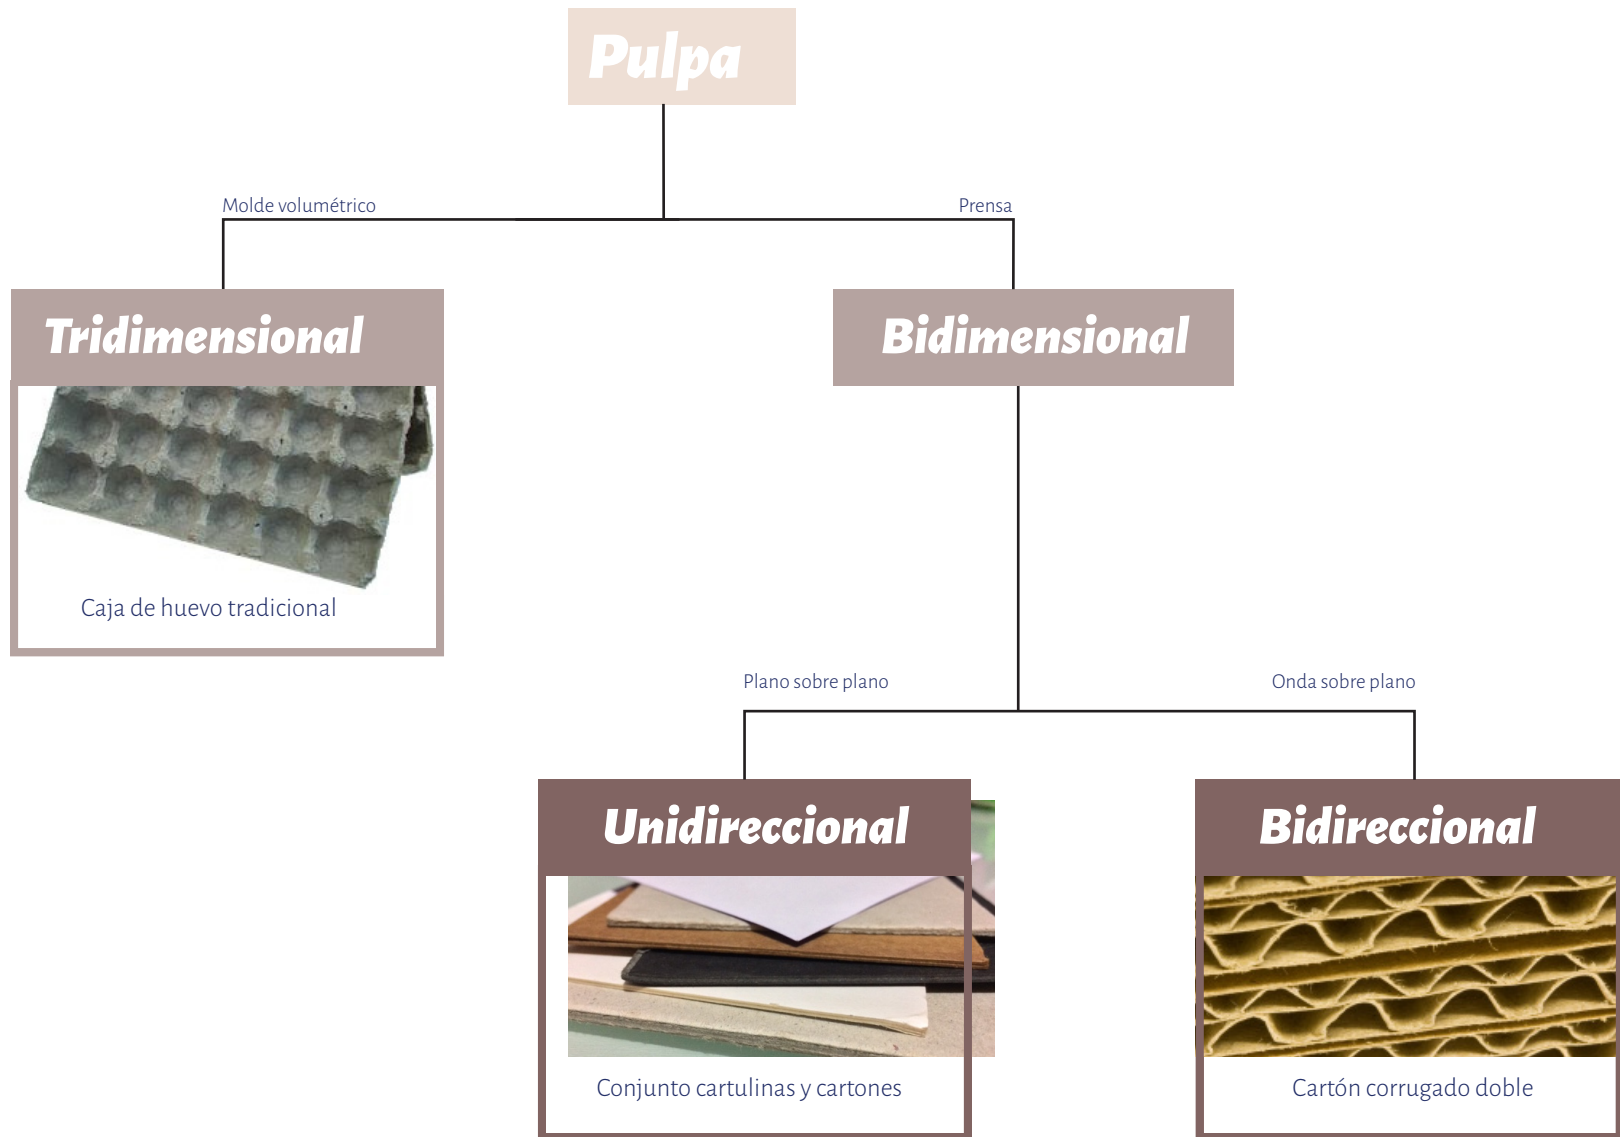 Pulpa
Molde volumétrico
Prensa
Tridimensional
Bidimensional
Caja de huevo tradicional
Plano sobre plano
Onda sobre plano
Unidireccional
Bidireccional
Conjunto cartulinas y cartones
Cartón corrugado doble